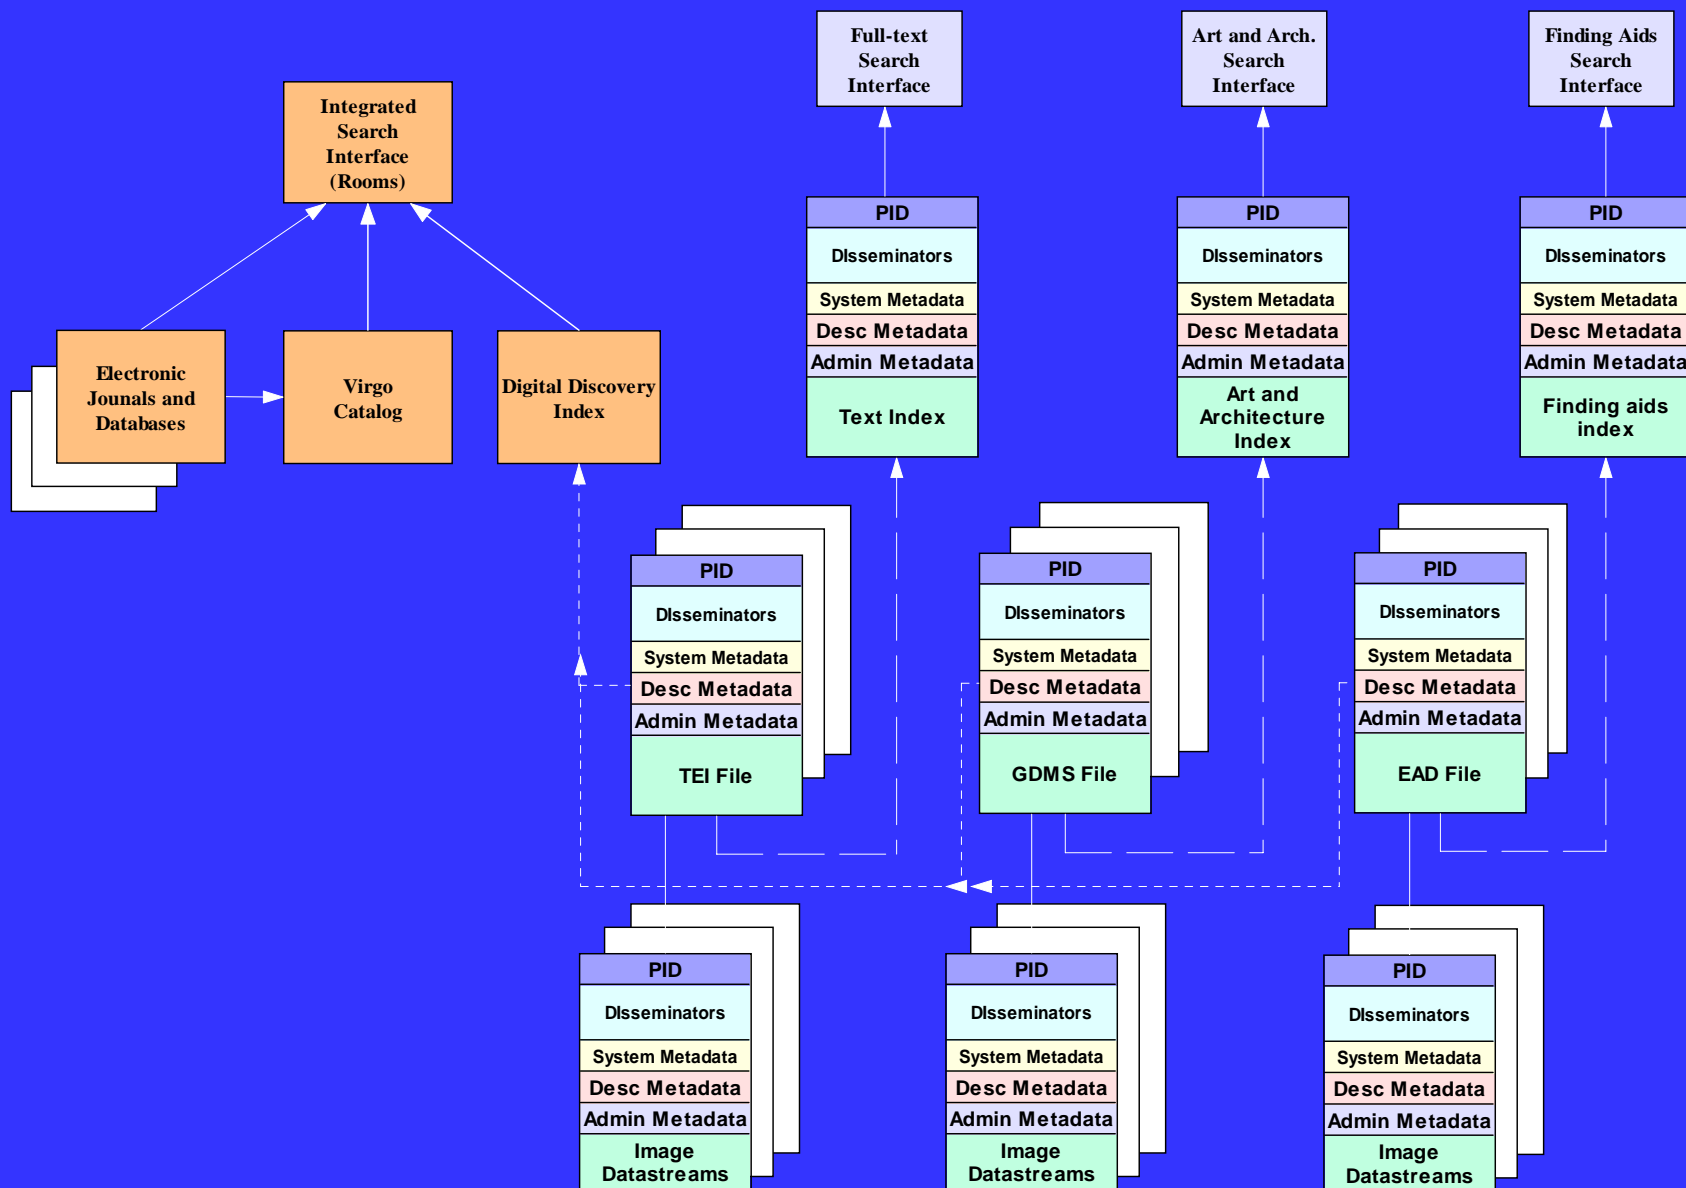 Full-text
Search
Interface
Art and Arch.
Search
Interface
Finding Aids
Search
Interface
Integrated
Search
Interface
(Rooms)
Electronic
Jounals and
Databases
Virgo
Catalog
Digital Discovery
Index
PID
DIsseminators
System Metadata
Desc Metadata
Admin Metadata
Text Index
PID
DIsseminators
System Metadata
Desc Metadata
Admin Metadata
Art and
Architecture
Index
PID
DIsseminators
System Metadata
Desc Metadata
Admin Metadata
Finding aids
index
PID
DIsseminators
System Metadata
Desc Metadata
Admin Metadata
TEI File
PID
DIsseminators
System Metadata
Desc Metadata
Admin Metadata
GDMS File
PID
DIsseminators
System Metadata
Desc Metadata
Admin Metadata
EAD File
PID
DIsseminators
System Metadata
Desc Metadata
Admin Metadata
Image
Datastreams
PID
DIsseminators
System Metadata
Desc Metadata
Admin Metadata
Image
Datastreams
PID
DIsseminators
System Metadata
Desc Metadata
Admin Metadata
Image
Datastreams